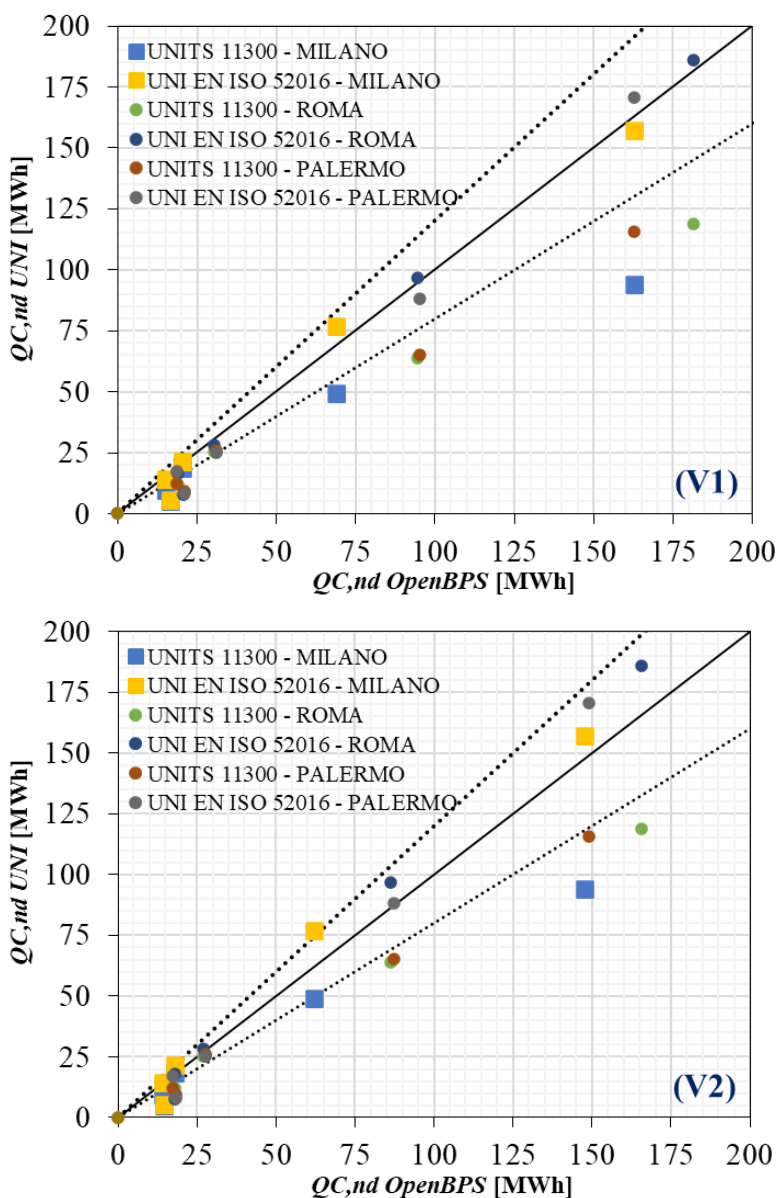 200
175
150
125
100
75
50
25
0
QC,nd UNI [MWh]
UNITS 11300 - MILANO
UNI EN ISO 52016 - MILANO
UNITS 11300 - ROMA
UNI EN ISO 52016 - ROMA
UNITS 11300 - PALERMO
UNI EN ISO 52016 - PALERMO
(V1)
0 25 50 75 100 125 150 175 200
QC,nd OpenBPS [MWh]
200
175
150
125
100
75
50
25
0
QC,nd UNI [MWh]
UNITS 11300 - MILANO
UNI EN ISO 52016 - MILANO
UNITS 11300 - ROMA
UNI EN ISO 52016 - ROMA
UNITS 11300 - PALERMO
UNI EN ISO 52016 - PALERMO
(V2)
0 25 50 75 100 125 150 175 200
QC,nd OpenBPS [MWh]